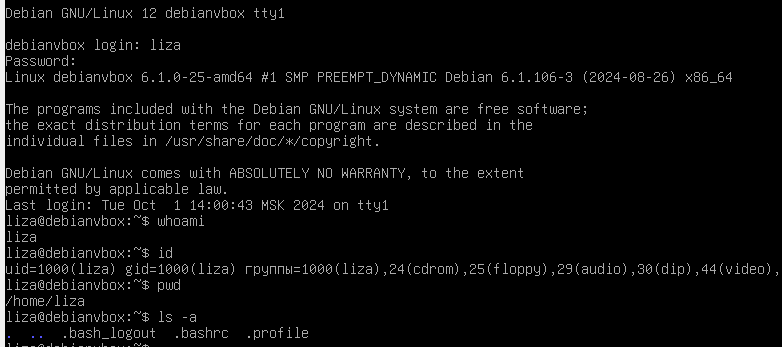 Debian GNU/Linux 12 debianvbox tty1
debianvbox login: liza
Password:
Linux debianvbox 6.1.0-25-amd64 #1 SMP PREEMPT_DYNAMIC Debian 6.1.106-3 (2024-08-26) x86_64
The programs included with the Debian GNU/Linux system are free software;
the exact distribution terms for each program are described in the
individual files in /usr/share/doc/*/copyright.
Debian GNU/Linux comes with ABSOLUTELY NO WARRANTY, to the extent
permitted by applicable law.
Last login: Tue Oct  1 14:00:43 MSK 2024 on tty1
liza@debianvbox:~$ whoami
liza
liza@debianvbox:~$ id
uid=1000(liza) gid=1000(liza) группы=1000(liza),24(cdrom),25(floppy),29(audio),30(dip),44(video),
liza@debianvbox:~$ pwd
/home/liza
liza@debianvbox:~$ ls -a
.  ..  .bash_logout  .bashrc  .profile